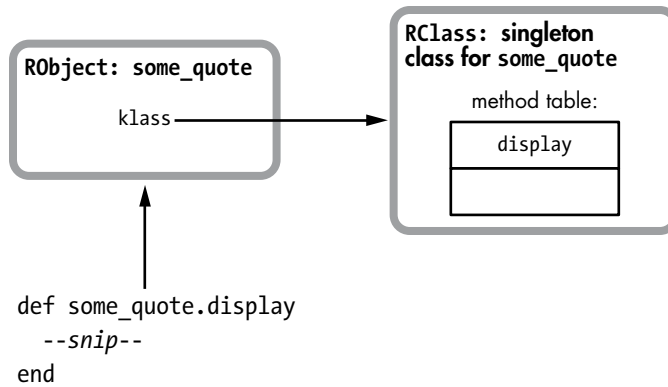 RObject: some_quote
klass
RClass: singleton
class for some_quote
method table:
display
def some_quote.display
--snip--
end